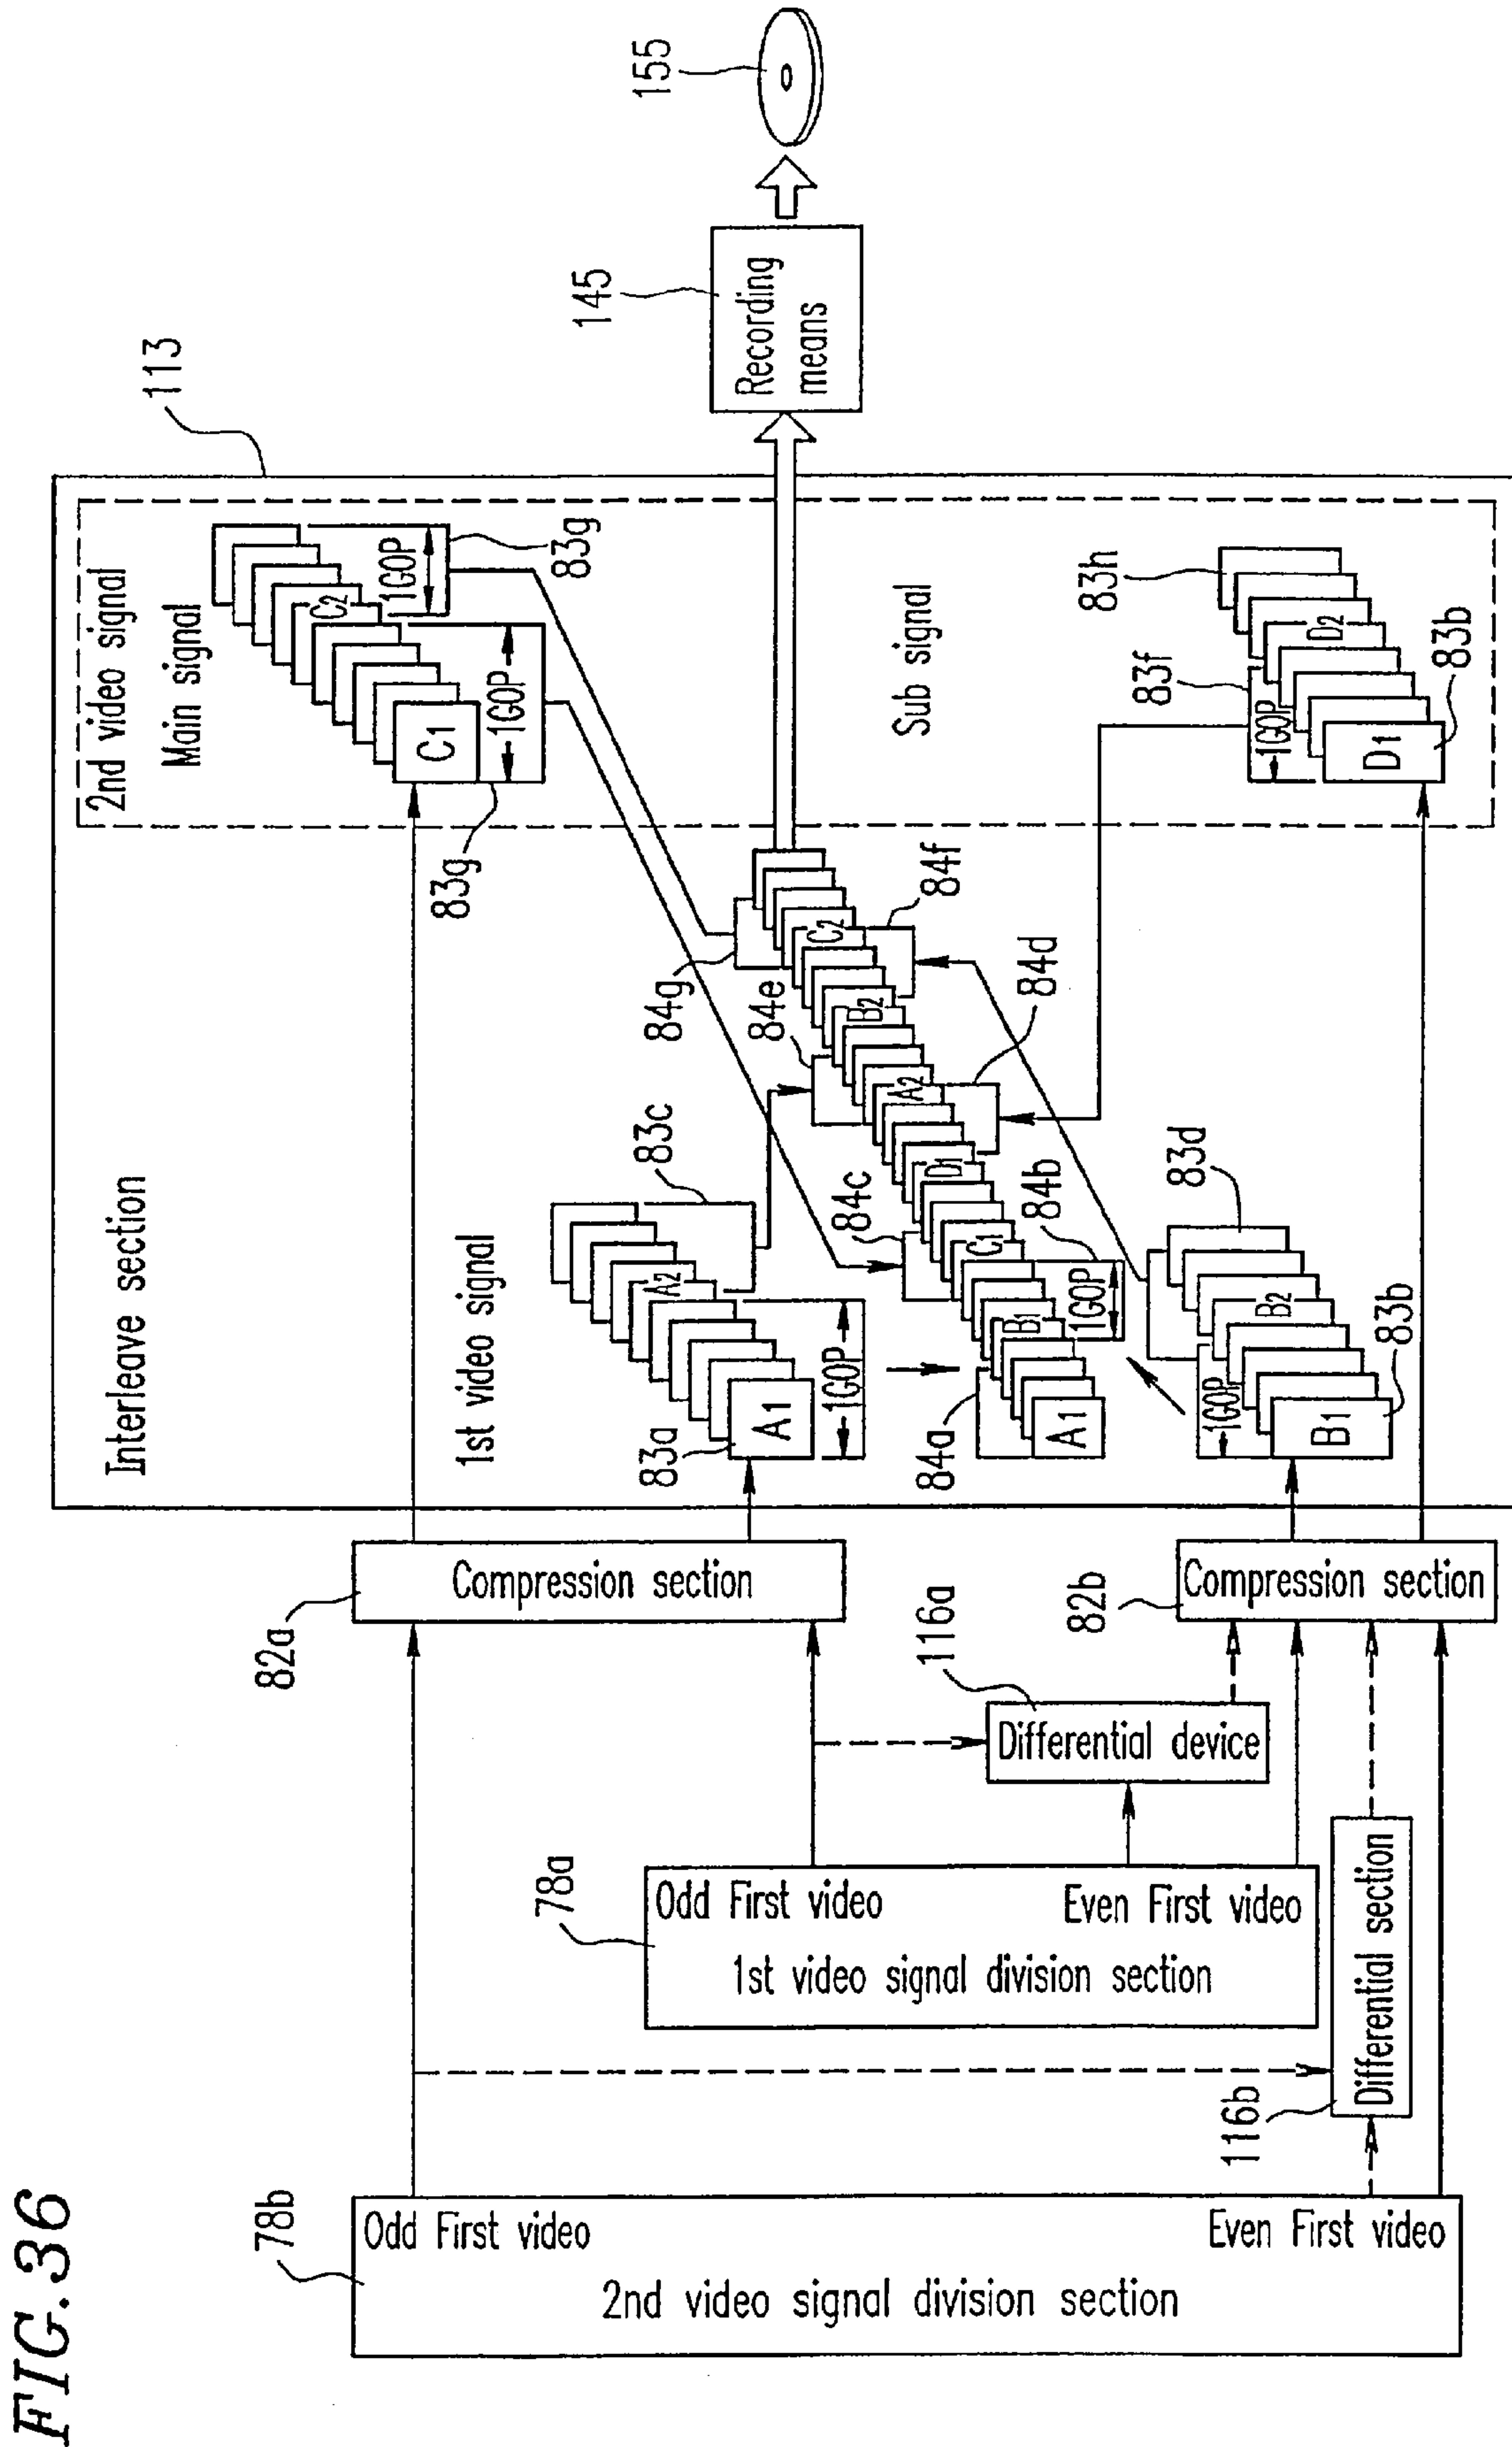 FIG.36
78b
Odd First video
Even First video
2nd video signal division section
116b
Differential section
78a
Odd First video
Even First video
1st video signal division section
116a
Differential device
82a
Compression section
82b
Compression section
Interleave section
113
1st video signal
83a
A1
1GOP
A2
83c
84a
A1
B1
1GOP
84b
84c
C1
D1
84d
A2
84e
B2
84f
84g
C2
B1
1GOP
83b
B2
83d
2nd video signal
Main signal
C1
1GOP
83g
C2
1GOP
83g
Sub signal
D1
1GOP
83f
83b
D2
83h
145
Recording
means
155